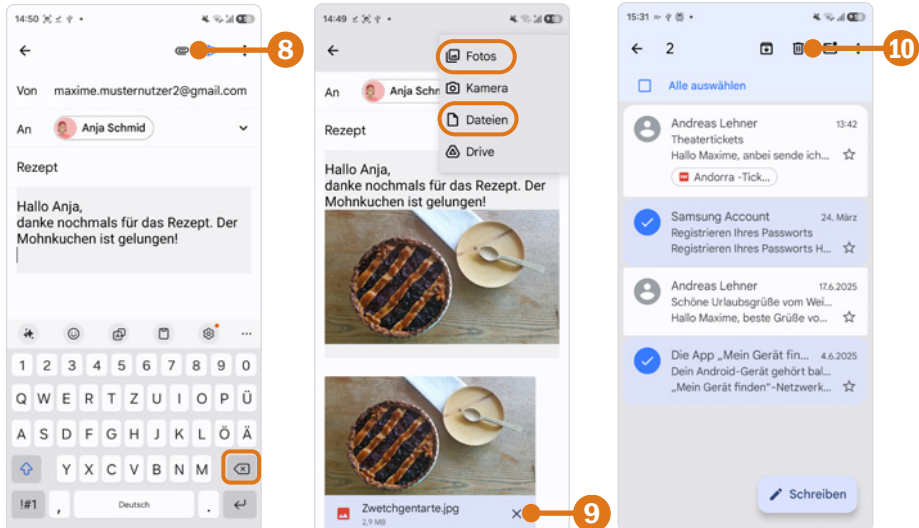 14:50
8
Von maxime.musternutzer2@gmail.com
An Anja Schmid
Rezept
Hallo Anja,
danke nochmals für das Rezept. Der
Mohnkuchen ist gelungen!
1 2 3 4 5 6 7 8 9 0
Q W E R T Z U I O P Ü
A S D F G H J K L Ö Ä
Y X C V B N M
!#1 , Deutsch .
14:49
Fotos
Kamera
Dateien
Drive
An Anja Schm
Rezept
Hallo Anja,
danke nochmals für das Rezept. Der
Mohnkuchen ist gelungen!
Zwetchgentarte.jpg
2,9 MB
9
15:31
2
10
Alle auswählen
Andreas Lehner 13:42
Theatertickets
Hallo Maxime, anbei sende ich...
Andorra -Tick...
Samsung Account 24. März
Registrieren Ihres Passworts
Registrieren Ihres Passworts H...
Andreas Lehner 17.6.2025
Schöne Urlaubsgrüße vom Wei...
Hallo Maxime, beste Grüße vo...
Die App „Mein Gerät fin... 4.6.2025
Dein Android-Gerät gehört bal...
„Mein Gerät finden“-Netzwerk...
Schreiben